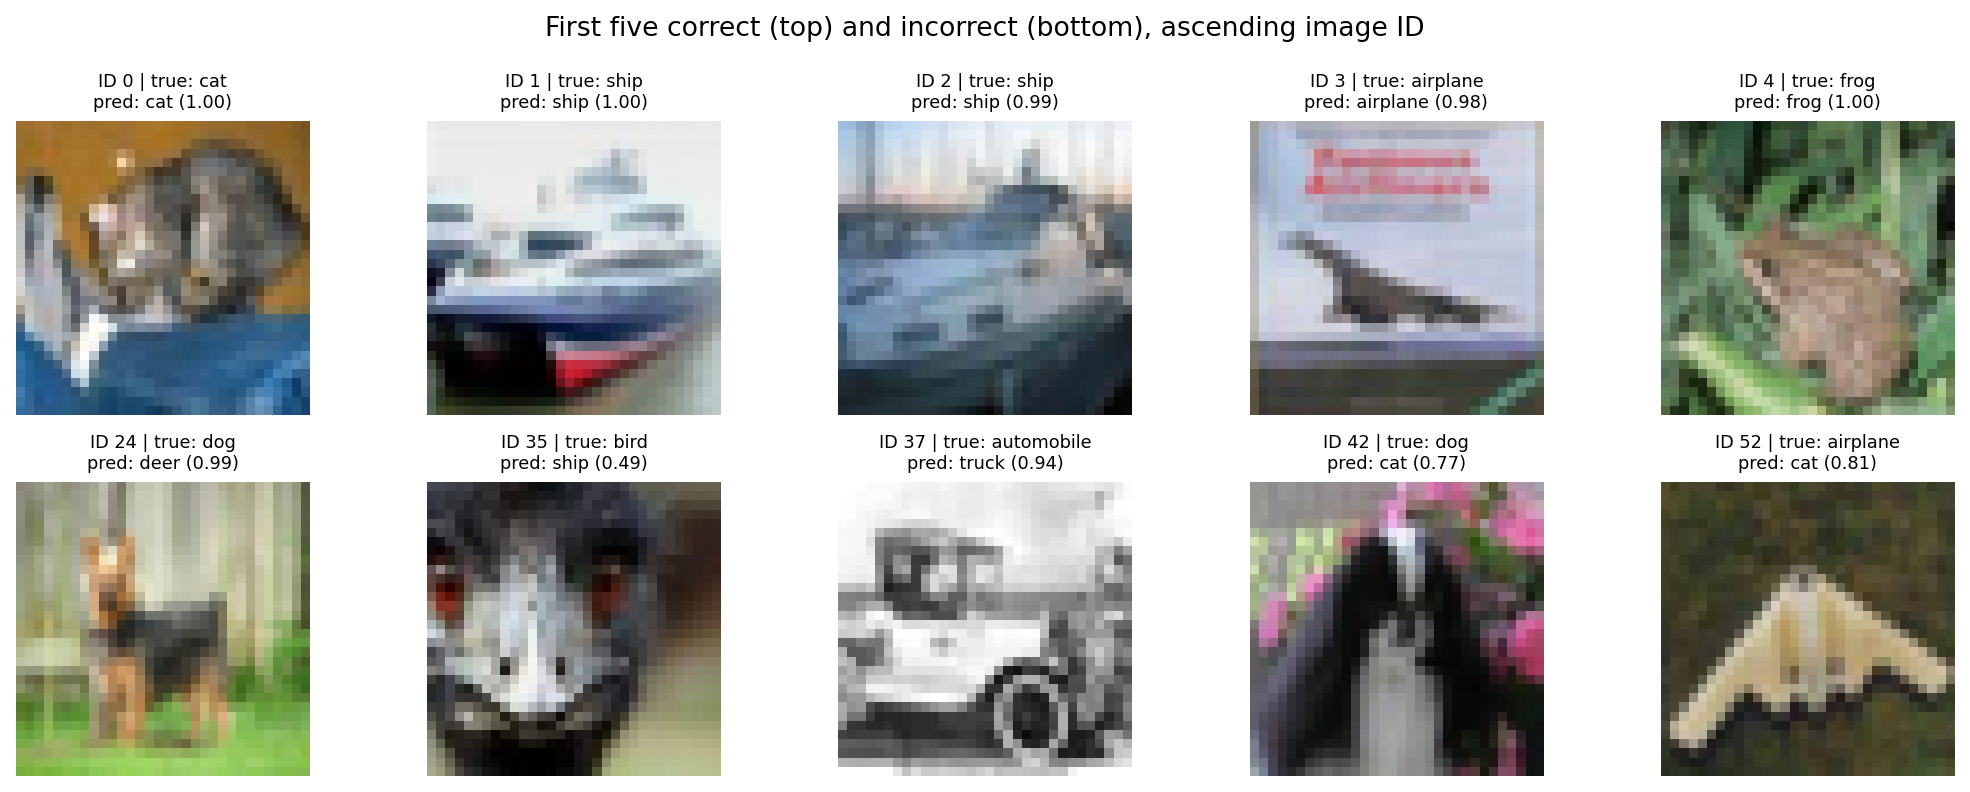 First five correct (top) and incorrect (bottom), ascending image ID
ID 0 | true: cat
pred: cat (1.00)
ID 1 | true: ship
pred: ship (1.00)
ID 2 | true: ship
pred: ship (0.99)
ID 3 | true: airplane
pred: airplane (0.98)
ID 4 | true: frog
pred: frog (1.00)
ID 24 | true: dog
pred: deer (0.99)
ID 35 | true: bird
pred: ship (0.49)
ID 37 | true: automobile
pred: truck (0.94)
ID 42 | true: dog
pred: cat (0.77)
ID 52 | true: airplane
pred: cat (0.81)